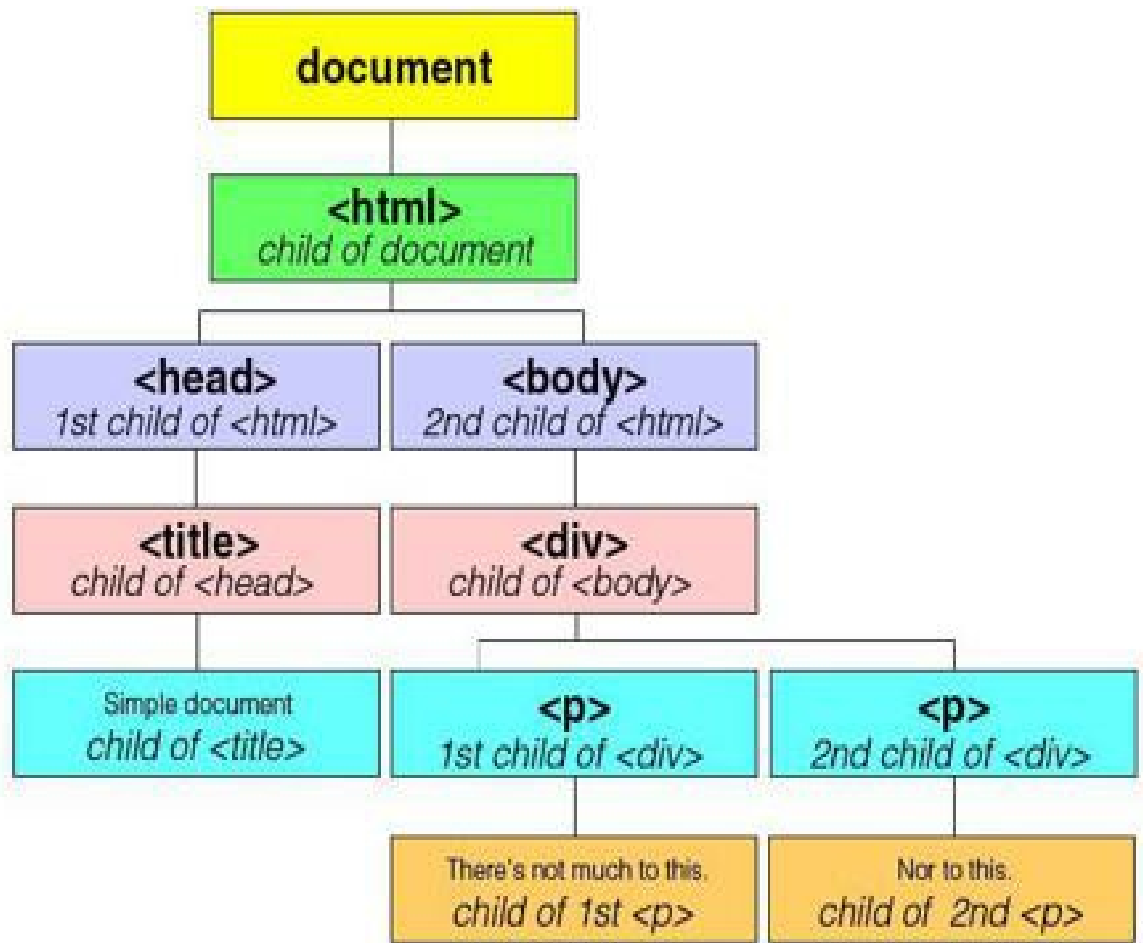 document
<html>
child of document
<head>
1st child of <html>
<body>
2nd child of <html>
<title>
child of <head>
<div>
child of <body>
Simple document
child of <title>
<p>
1st child of <div>
<p>
2nd child of <div>
There's not much to this.
child of 1st <p>
Nor to this.
child of 2nd <p>